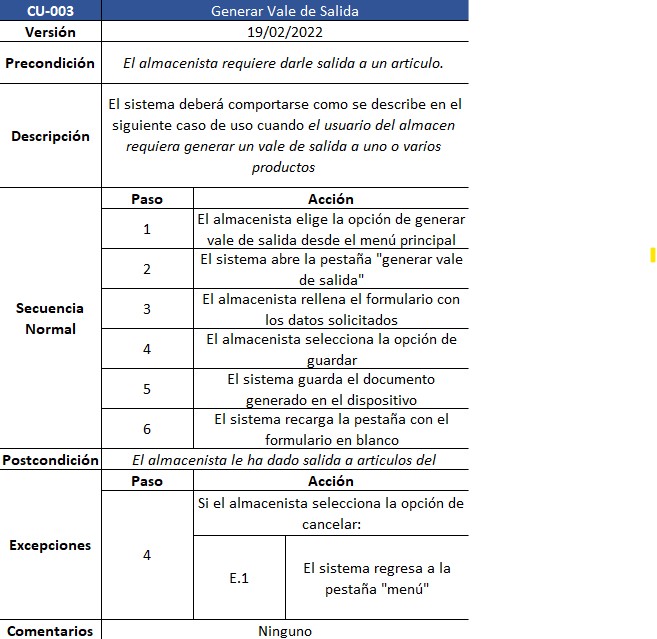 CU-003 Generar Vale de Salida
Versión 19/02/2022
Precondición El almacenista requiere darle salida a un articulo.
Descripción
El sistema deberá comportarse como se describe en el
siguiente caso de uso cuando el usuario del almacen
requiera generar un vale de salida a uno o varios
productos
Secuencia
Normal
Paso Acción
1
El almacenista elige la opción de generar
vale de salida desde el menú principal
2
El sistema abre la pestaña "generar vale
de salida"
3
El almacenista rellena el formulario con
los datos solicitados
4
El almacenista selecciona la opción de
guardar
5
El sistema guarda el documento
generado en el dispositivo
6
El sistema recarga la pestaña con el
formulario en blanco
Postcondición El almacenista le ha dado salida a articulos del
Excepciones
Paso Acción
4
Si el almacenista selecciona la opción de
cancelar:
E.1
El sistema regresa a la
pestaña "menú"
Comentarios Ninguno